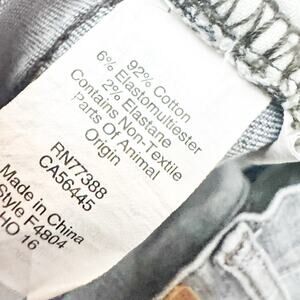 92% Cotton
6% Elastomultiester
2% Elastane
Contains Non-Textile
Parts Of Animal
Origin
RN77388
CA56445
Made in China
Style F4804
HO 16